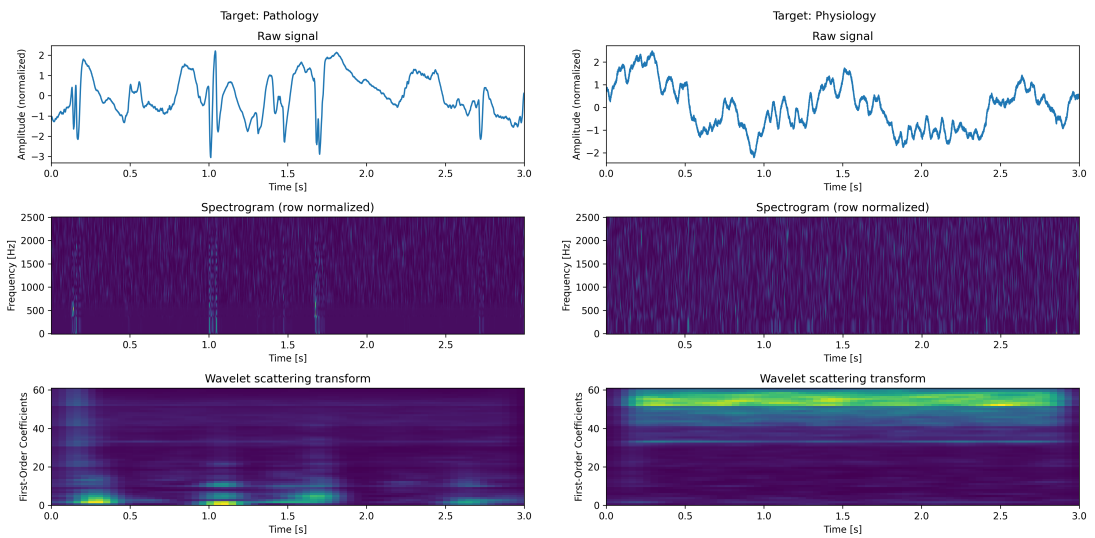 Target: Pathology
Raw signal
Amplitude (normalized)
2
1
0
−1
−2
−3
0.0 0.5 1.0 1.5 2.0 2.5 3.0
Time [s]
Spectrogram (row normalized)
Frequency [Hz]
2500
2000
1500
1000
500
0
0.0 0.5 1.0 1.5 2.0 2.5
Time [s]
Wavelet scattering transform
First-Order Coefficients
60
40
20
0
0.0 0.5 1.0 1.5 2.0 2.5 3.0
Time [s]
Target: Physiology
Raw signal
Amplitude (normalized)
2
1
0
−1
−2
0.0 0.5 1.0 1.5 2.0 2.5 3.0
Time [s]
Spectrogram (row normalized)
Frequency [Hz]
2500
2000
1500
1000
500
0
0.5 1.0 1.5 2.0 2.5
Time [s]
Wavelet scattering transform
First-Order Coefficients
60
40
20
0
0.0 0.5 1.0 1.5 2.0 2.5 3.0
Time [s]